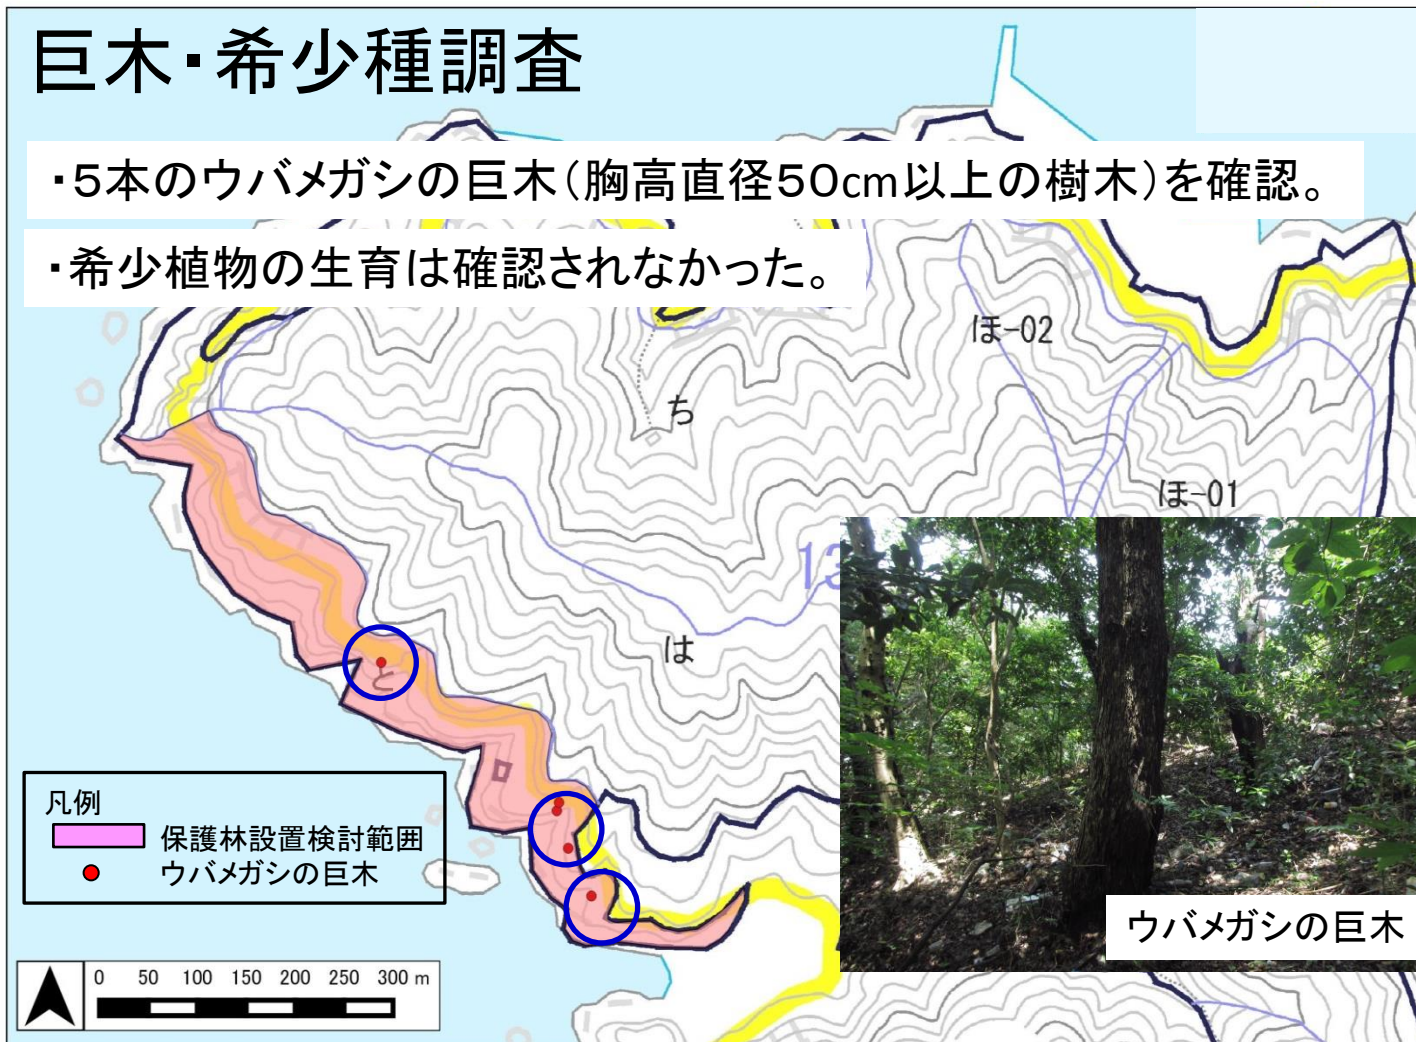 巨木・希少種調査
・5本のウバメガシの巨木（胸高直径50cm以上の樹木）を確認。
・希少植物の生育は確認されなかった。
ほ-02
ち
ほ-01
13
は
と
凡例
保護林設置検討範囲
ウバメガシの巨木
ウバメガシの巨木
0 50 100 150 200 250 300 m